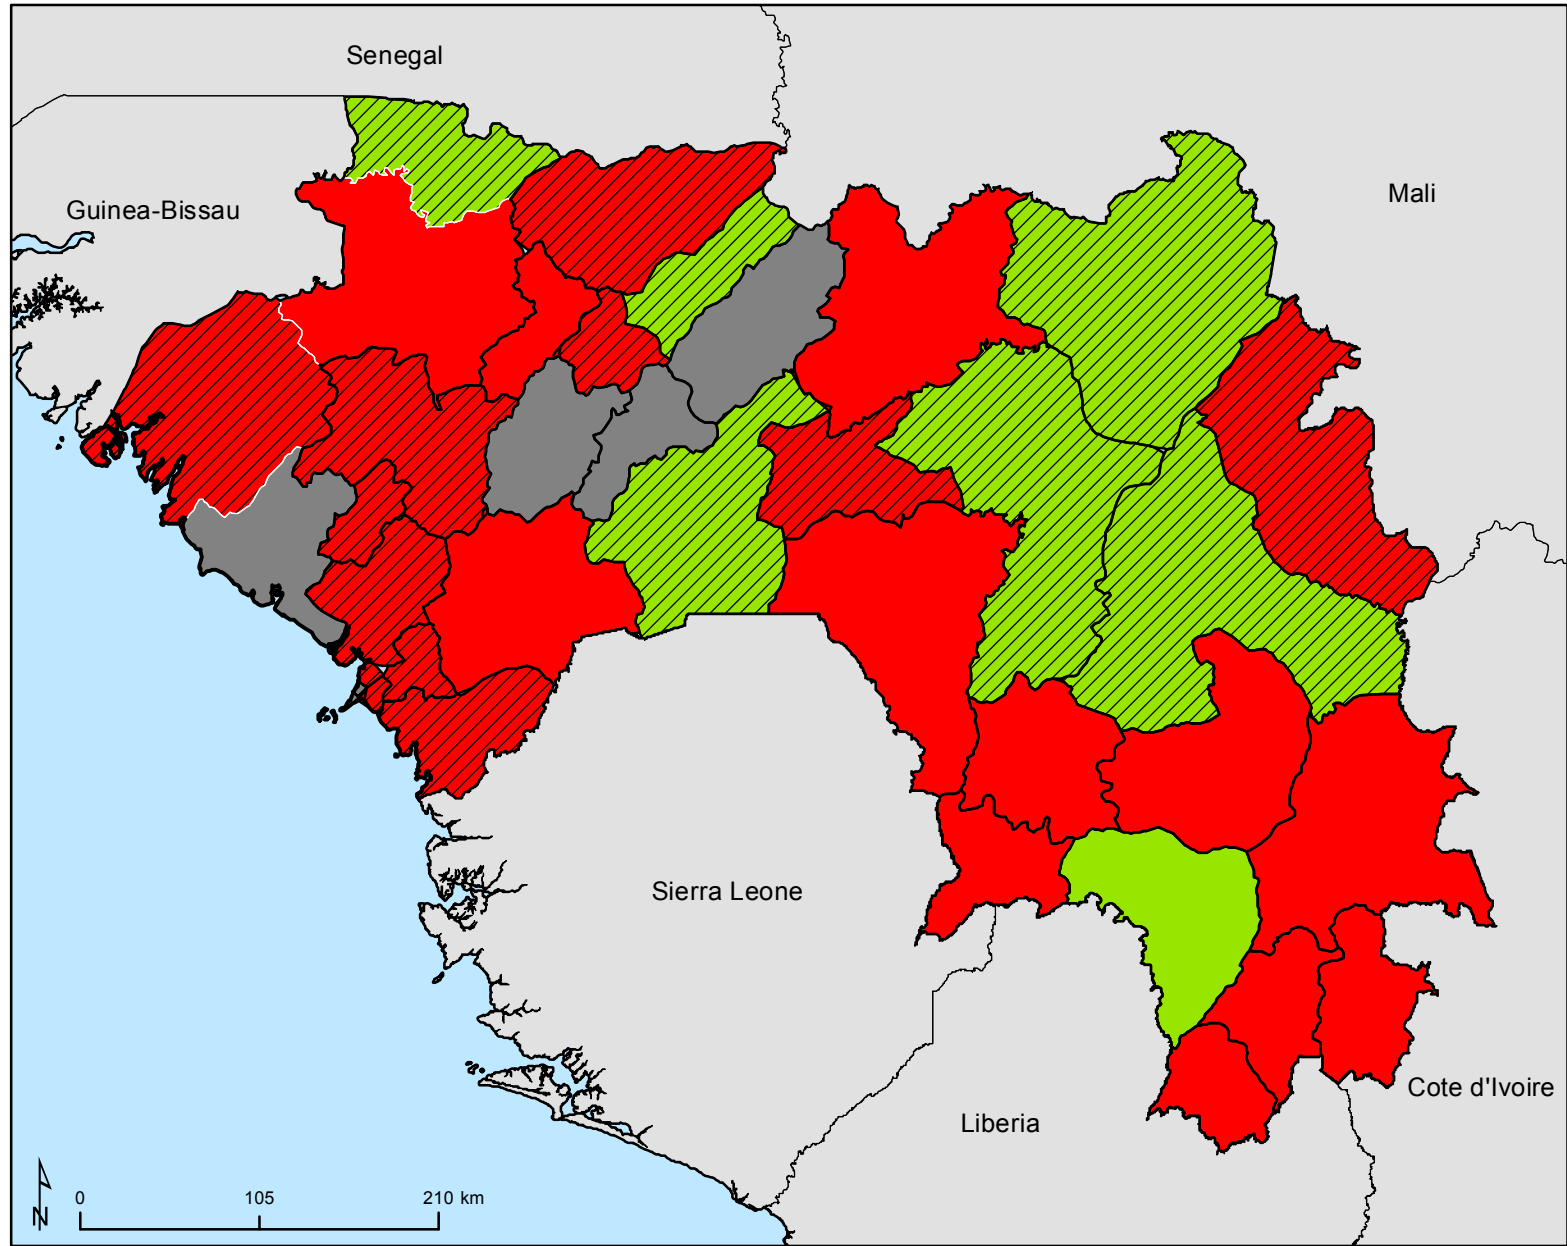 Senegal
Mali
Guinea-Bissau
Sierra Leone
Cote d'Ivoire
Liberia
N
0 105 210 km